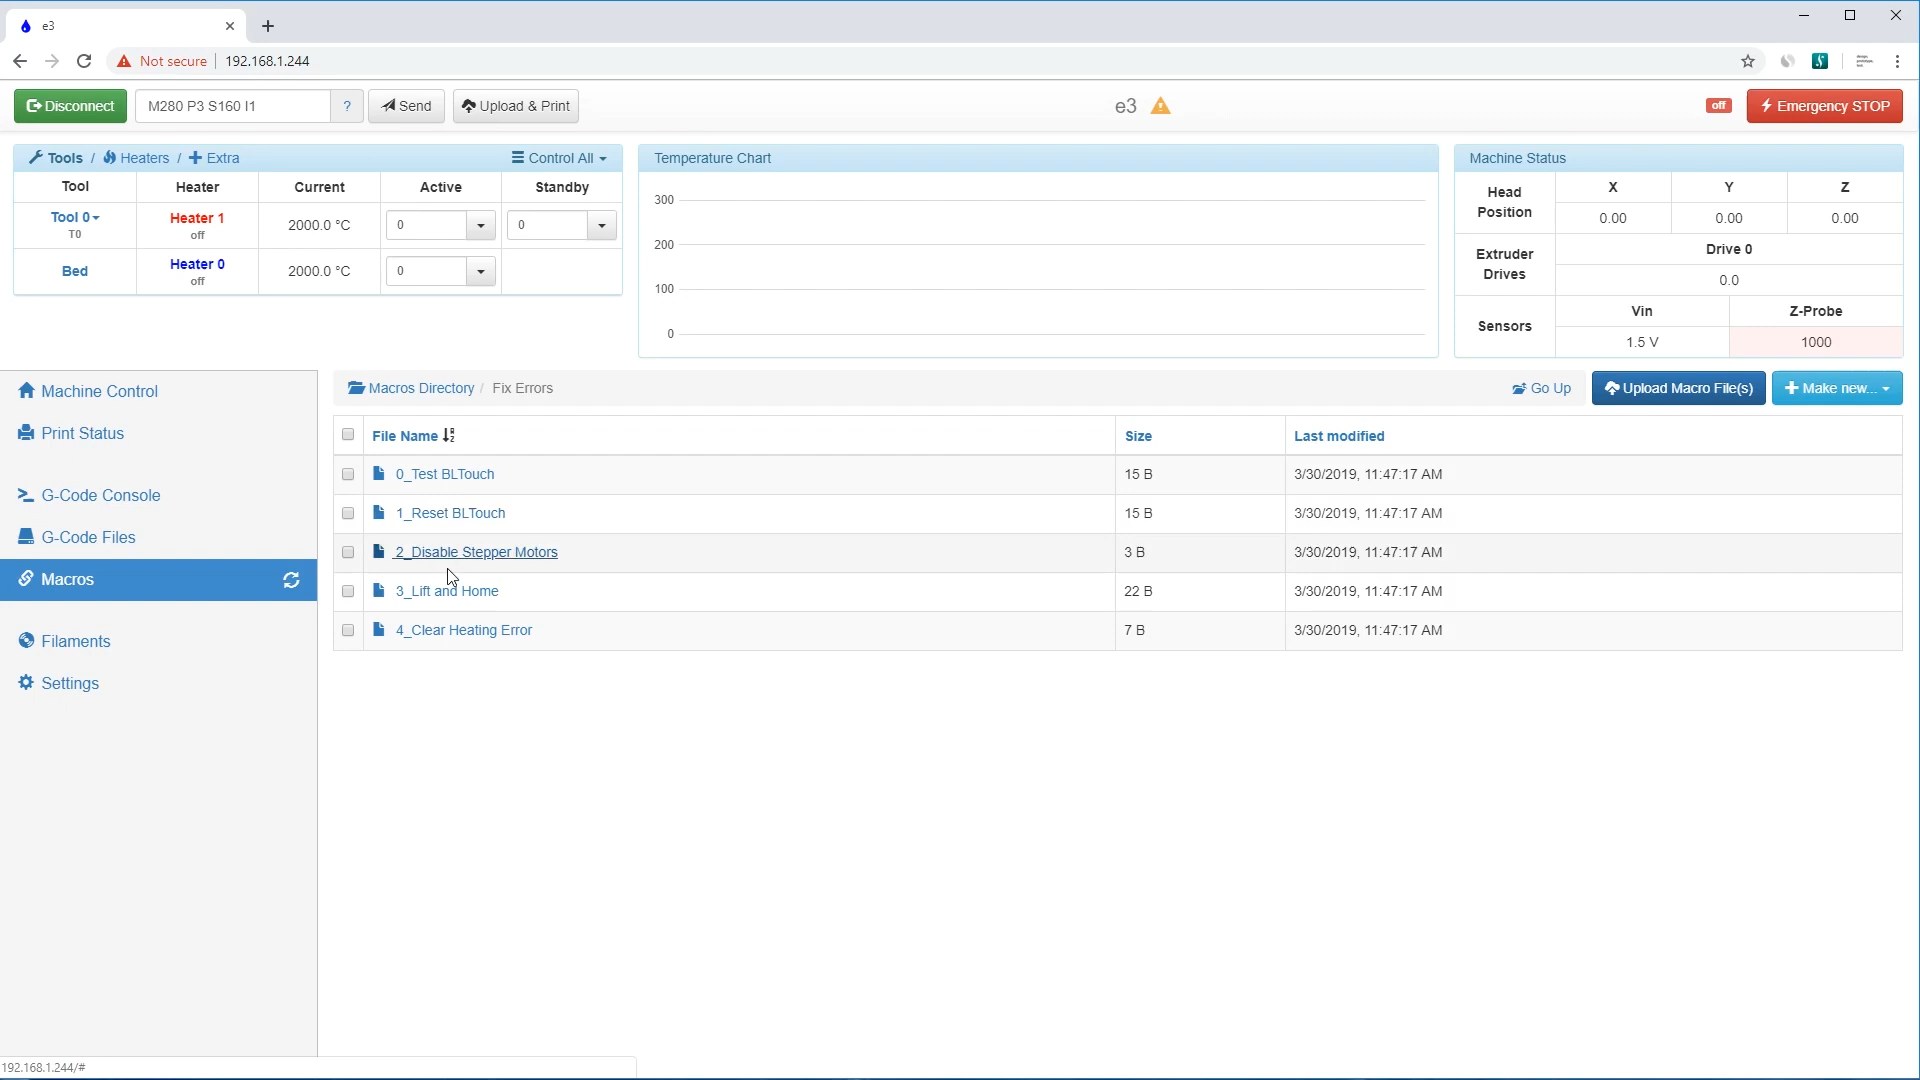 e3
Not secure 192.168.1.244
Disconnect M280 P3 S160 I1 ? Send Upload & Print e3 off Emergency STOP
Tools / Heaters / Extra Control All
Tool Heater Current Active Standby
Tool 0 Heater 1 2000.0 °C 0 0
T0 off
Bed Heater 0 2000.0 °C 0
off
Temperature Chart
300
200
100
0
Machine Status
Head Position X Y Z
0.00 0.00 0.00
Extruder Drives Drive 0
0.0
Sensors Vin Z-Probe
1.5 V 1000
Machine Control
Print Status
G-Code Console
G-Code Files
Macros
Filaments
Settings
Macros Directory / Fix Errors Go Up Upload Macro File(s) Make new...
File Name Size Last modified
0_Test BLTouch 15 B 3/30/2019, 11:47:17 AM
1_Reset BLTouch 15 B 3/30/2019, 11:47:17 AM
2_Disable Stepper Motors 3 B 3/30/2019, 11:47:17 AM
3_Lift and Home 22 B 3/30/2019, 11:47:17 AM
4_Clear Heating Error 7 B 3/30/2019, 11:47:17 AM
192.168.1.244/#